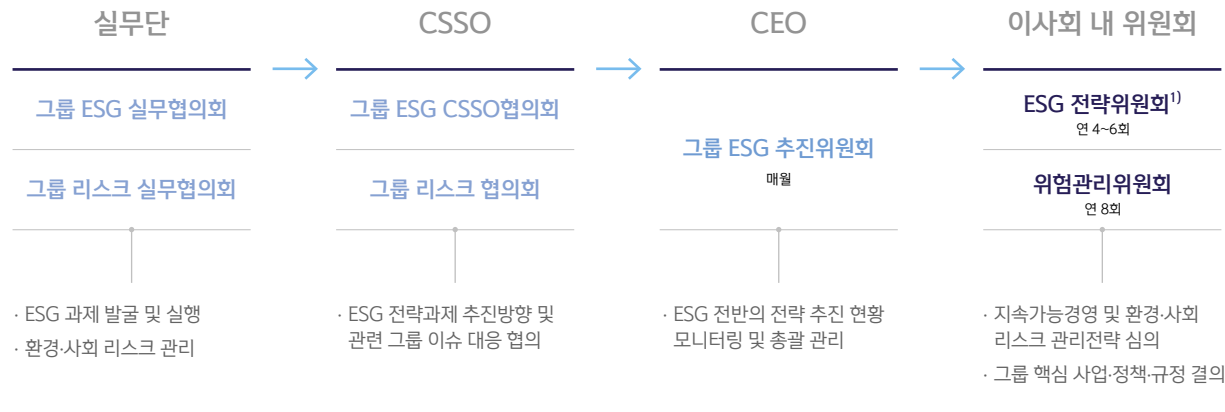 실무단
그룹 ESG 실무협의회
그룹 리스크 실무협의회
· ESG 과제 발굴 및 실행
· 환경·사회 리스크 관리
CSSO
그룹 ESG CSSO협의회
그룹 리스크 협의회
· ESG 전략과제 추진방향 및
관련 그룹 이슈 대응 협의
CEO
그룹 ESG 추진위원회
매월
· ESG 전반의 전략 추진 현황
모니터링 및 총괄 관리
이사회 내 위원회
ESG 전략위원회1)
연 4~6회
위험관리위원회
연 8회
· 지속가능경영 및 환경·사회
리스크 관리전략 심의
· 그룹 핵심 사업·정책·규정 결의